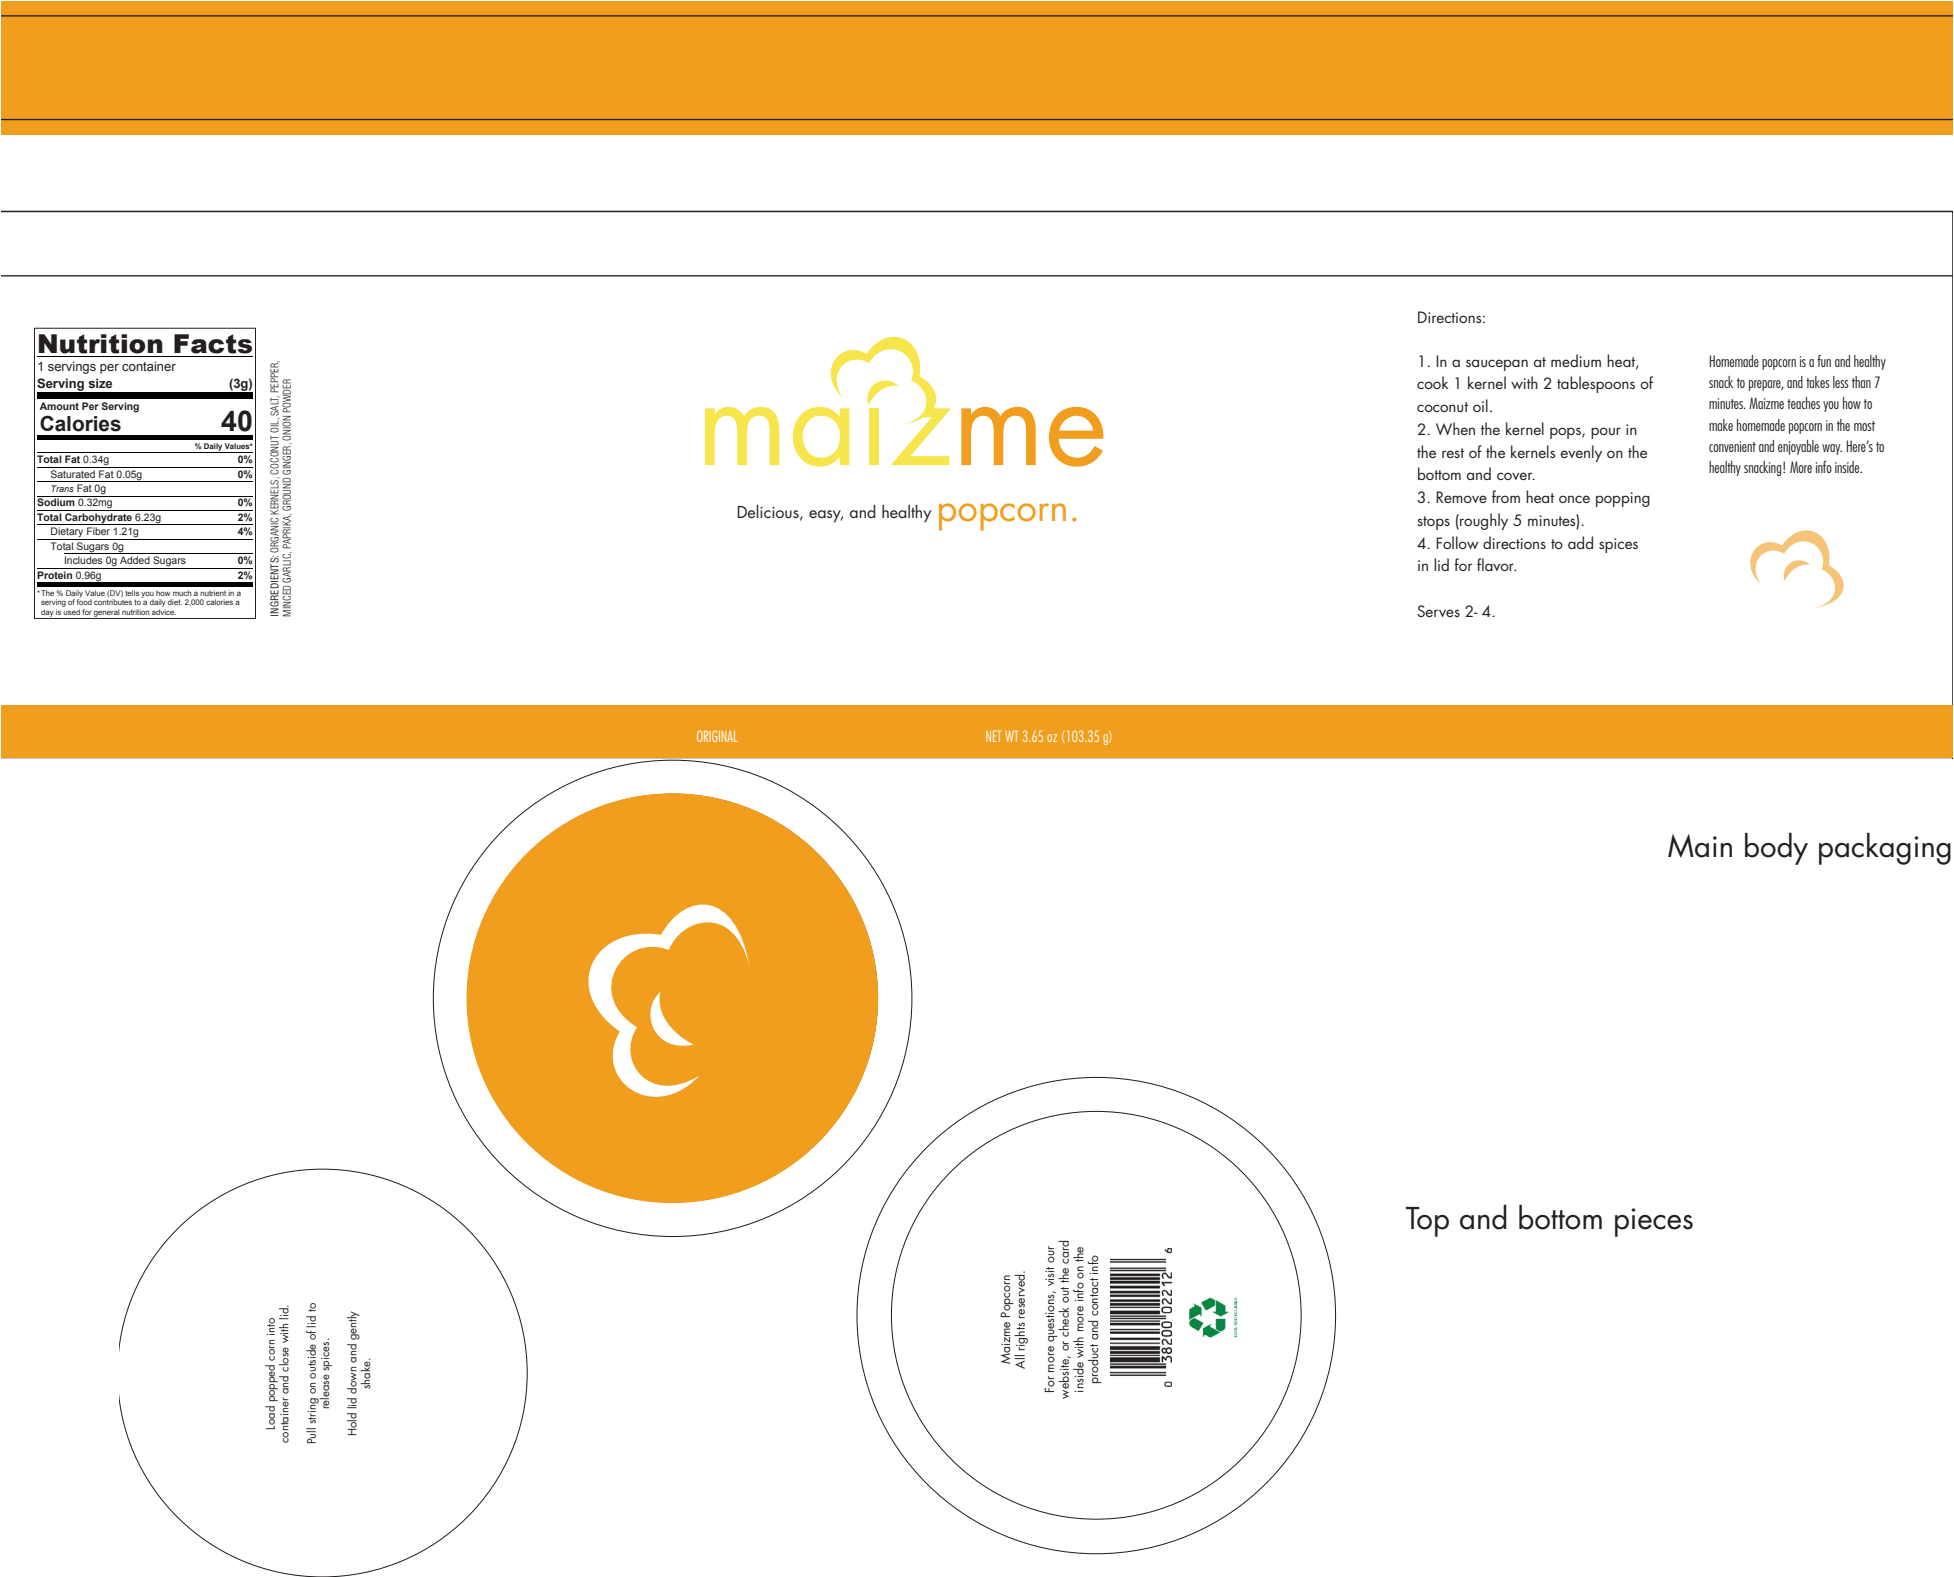 Nutrition Facts
1 servings per container
Serving size (3g)
Amount Per Serving
Calories 40
% Daily Values*
Total Fat 0.34g 0%
Saturated Fat 0.05g 0%
Trans Fat 0g
Sodium 0.32mg 0%
Total Carbohydrate 6.23g 2%
Dietary Fiber 1.21g 4%
Total Sugars 0g
Includes 0g Added Sugars 0%
Protein 0.96g 2%
*The % Daily Value (DV) tells you how much a nutrient in a
serving of food contributes to a daily diet. 2,000 calories a
day is used for general nutrition advice.
INGREDIENTS: ORGANIC KERNELS, COCONUT OIL, SALT, PEPPER,
MINCED GARLIC, PAPRIKA, GROUND GINGER, ONION POWDER
maizme
Delicious, easy, and healthy popcorn.
Directions:
1. In a saucepan at medium heat,
cook 1 kernel with 2 tablespoons of
coconut oil.
2. When the kernel pops, pour in
the rest of the kernels evenly on the
bottom and cover.
3. Remove from heat once popping
stops (roughly 5 minutes).
4. Follow directions to add spices
in lid for flavor.
Serves 2- 4.
Homemade popcorn is a fun and healthy
snack to prepare, and takes less than 7
minutes. Maizme teaches you how to
make homemade popcorn in the most
convenient and enjoyable way. Here's to
healthy snacking! More info inside.
ORIGINAL
NET WT 3.65 oz (103.35 g)
Main body packaging
Top and bottom pieces
Load popped corn into
container and close with lid.
Pull string on outside of lid to
release spices.
Hold lid down and gently
shake.
Maizme Popcorn
All rights reserved.
For more questions, visit our
website, or check out the card
inside with more info on the
product and contact info
0 38200 02212 6